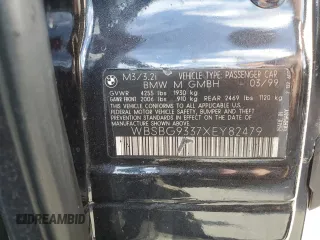 M3/3.2i VEHICLE TYPE: PASSENGER CAR
BMW M GMBH 03/99
GVWR 4255 lbs 1930 kg
GAWR FRONT 2006 lbs 910 kg REAR 2469 lbs 1120 kg
THIS VEHICLE CONFORMS TO ALL APPLICABLE
FEDERAL MOTOR VEHICLE SAFETY, BUMPER, AND
THEFT PREVENTION STANDARDS IN EFFECT ON THE
DATE OF MANUFACTURE SHOWN ABOVE.
WBSBG9337XEY82479
IDREAMBID